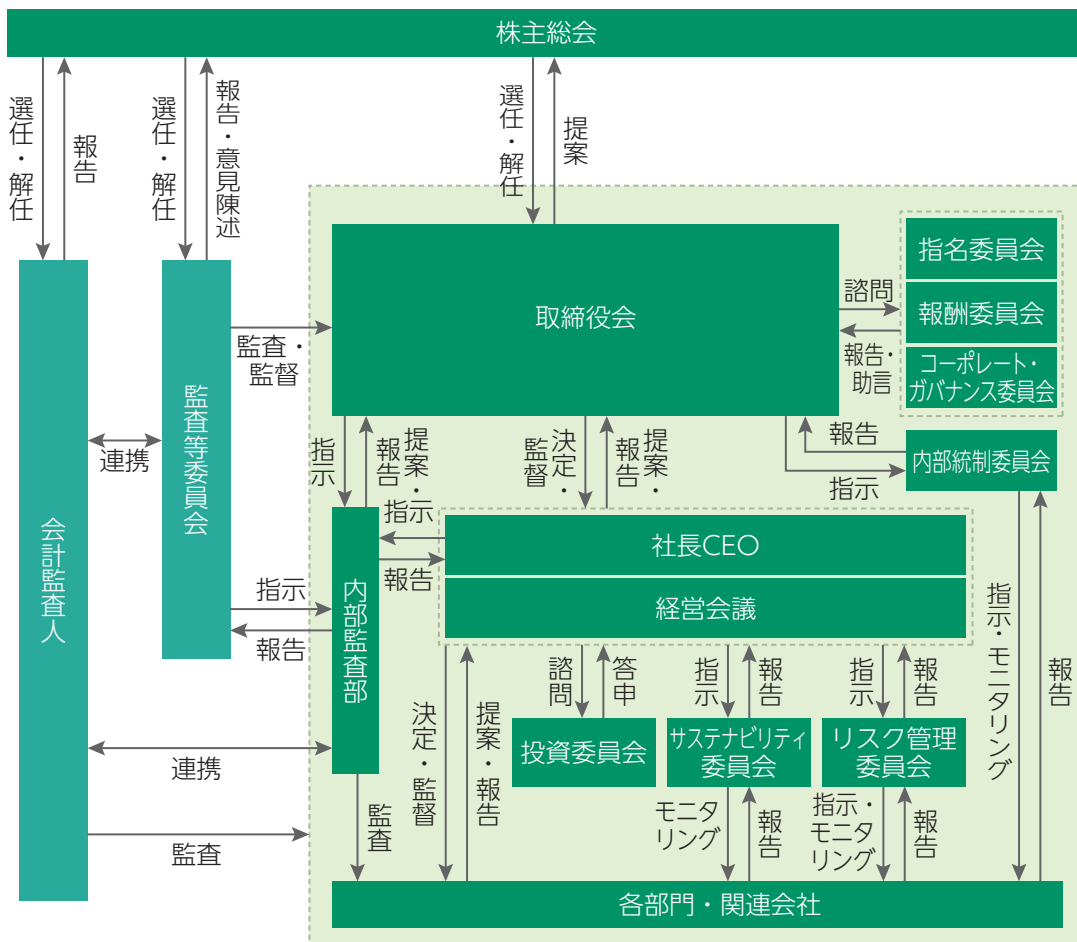 株主総会
選任・解任
報告
選任・解任
報告・意見陳述
選任・解任
提案
取締役会
諮問
報告・
助言
指名委員会
報酬委員会
コーポレート・
ガバナンス委員会
会計監査人
監査等委員会
監査・
監督
連携
指示
提案・
報告
決定・
監督
提案・
報告
報告
指示
内部統制委員会
指示
報告
社長CEO
経営会議
内部監査部
指示
報告
連携
監査
監査
決定・監督
提案・報告
諮問
答申
指示
報告
指示
報告
投資委員会
サステナビリティ
委員会
リスク管理
委員会
モニタ
リング
報告
指示・
モニタ
リング
報告
指示・モニタリング
報告
各部門・関連会社